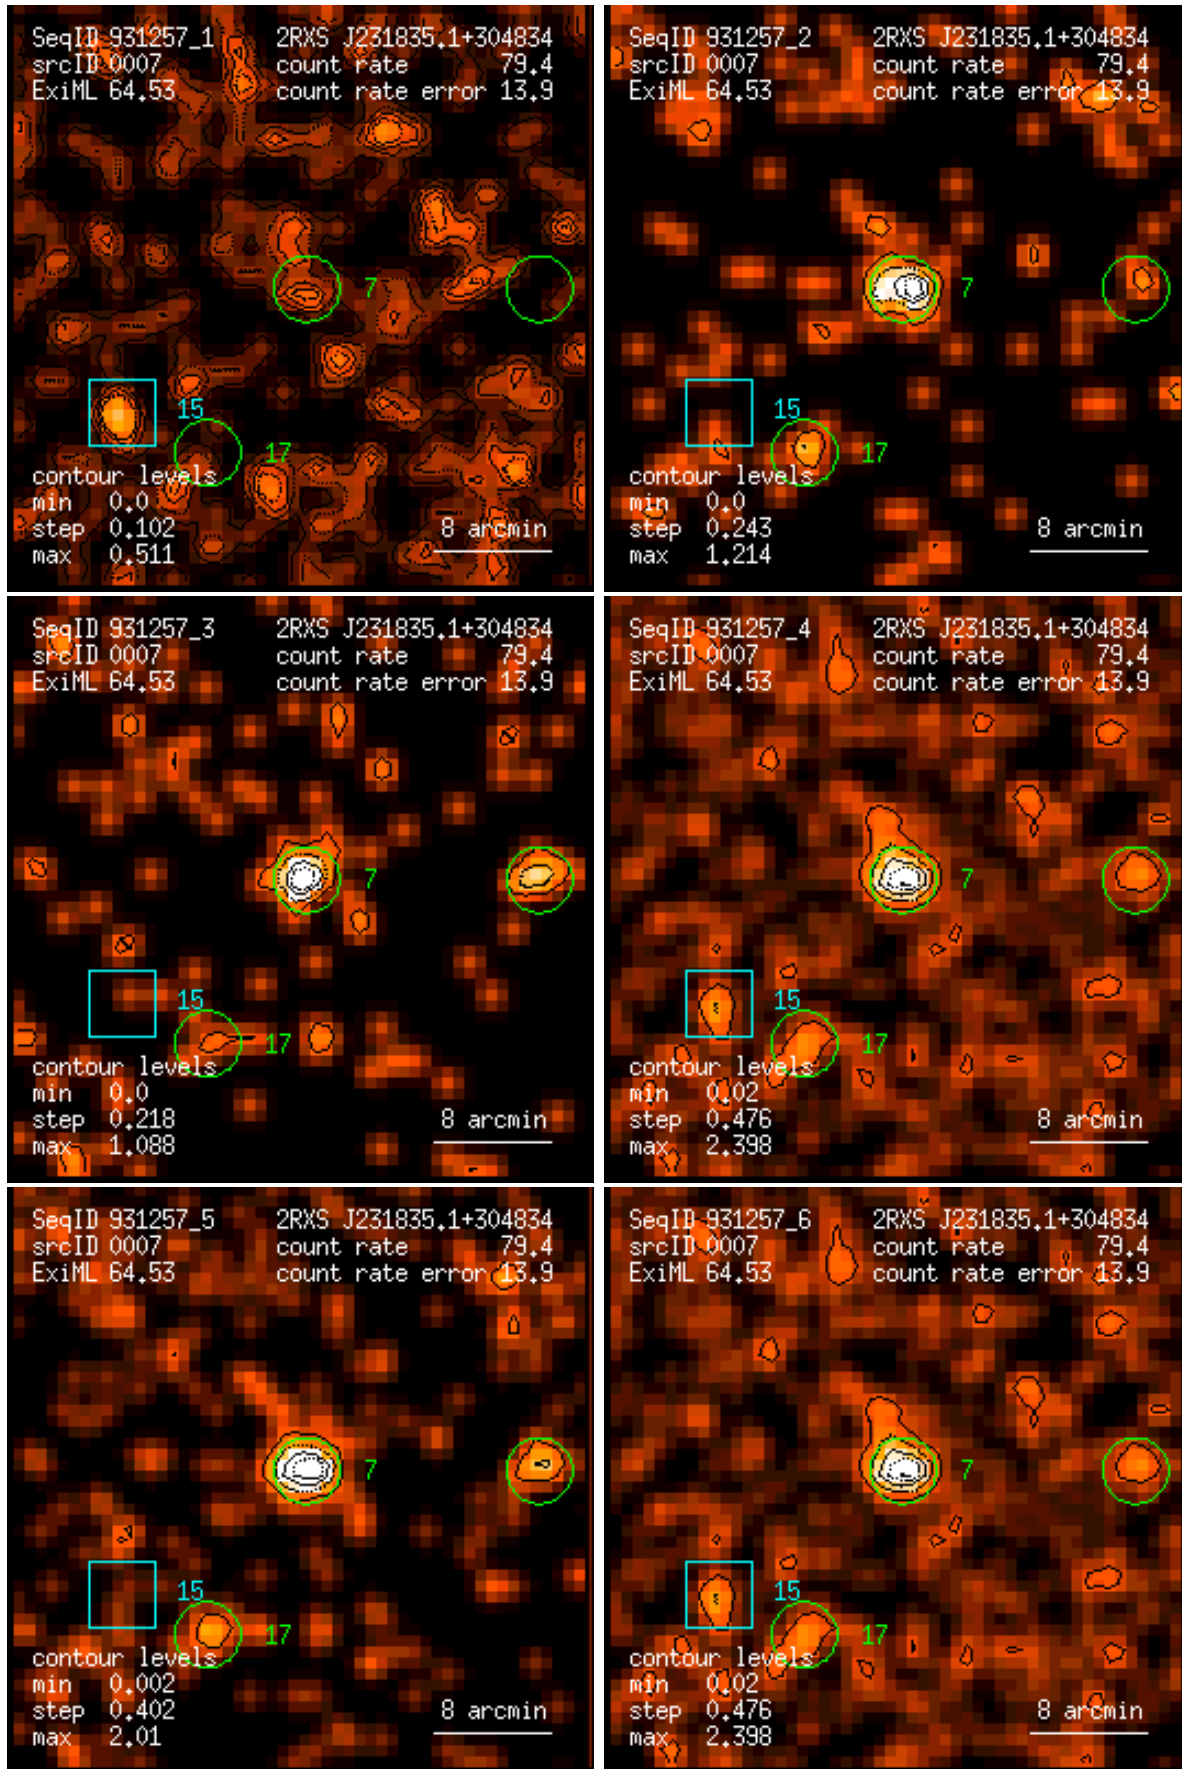 SeqID 931257_1 2RXS J231835.1+304834
srcID 0007 count rate 79.4
ExiML 64.53 count rate error 13.9
7
15
17
contour levels
min 0.0
step 0.102 8 arcmin
max 0.511
SeqID 931257_2 2RXS J231835.1+304834
srcID 0007 count rate 79.4
ExiML 64.53 count rate error 13.9
7
15
17
contour levels
min 0.0
step 0.243 8 arcmin
max 1.214
SeqID 931257_3 2RXS J231835.1+304834
srcID 0007 count rate 79.4
ExiML 64.53 count rate error 13.9
7
15
17
contour levels
min 0.0
step 0.218 8 arcmin
max 1.088
SeqID 931257_4 2RXS J231835.1+304834
srcID 0007 count rate 79.4
ExiML 64.53 count rate error 13.9
7
15
17
contour levels
min 0.02
step 0.476 8 arcmin
max 2.398
SeqID 931257_5 2RXS J231835.1+304834
srcID 0007 count rate 79.4
ExiML 64.53 count rate error 13.9
7
15
17
contour levels
min 0.002
step 0.402 8 arcmin
max 2.01
SeqID 931257_6 2RXS J231835.1+304834
srcID 0007 count rate 79.4
ExiML 64.53 count rate error 13.9
7
15
17
contour levels
min 0.02
step 0.476 8 arcmin
max 2.398